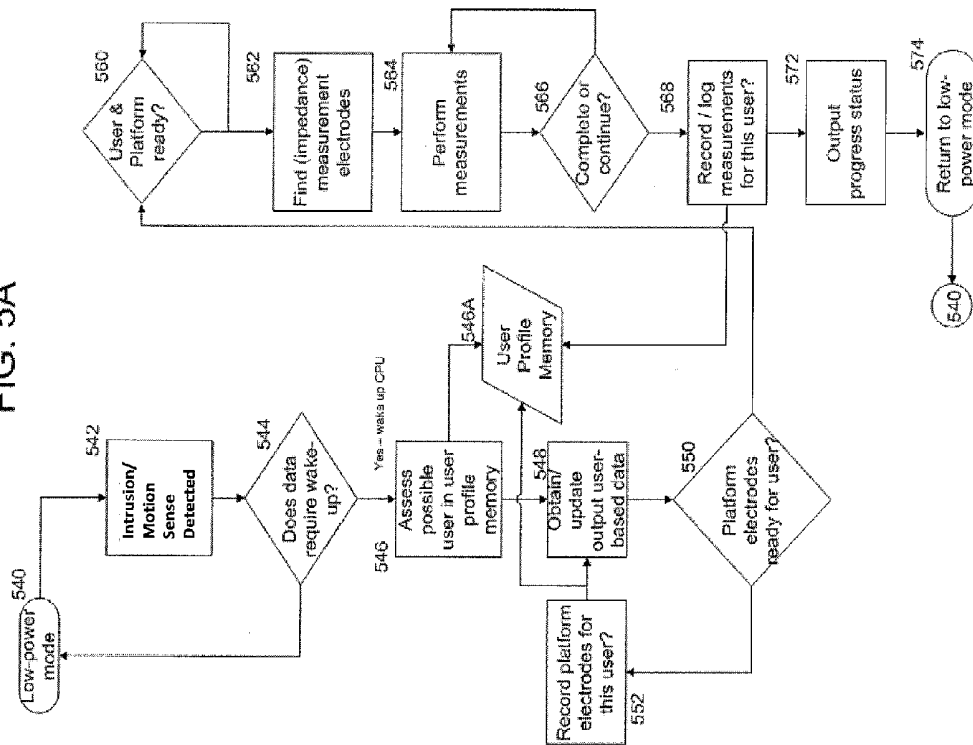 FIG. 5A
540
Low-power
mode
542
Intrusion/
Motion
Sense
Detected
544
Does data
require wake-
up?
Yes – wake up CPU
546
Assess
possible
user in user
profile
memory
546A
User
Profile
Memory
548
Obtain/
update
output user-
based data
550
Platform
electrodes
ready for user?
Record platform
electrodes for
this user?
552
560
User &
Platform
ready?
562
Find (impedance)
measurement
electrodes
564
Perform
measurements
566
Complete or
continue?
568
Record / log
measurements
for this user?
572
Output
progress status
574
Return to low-
power mode
540